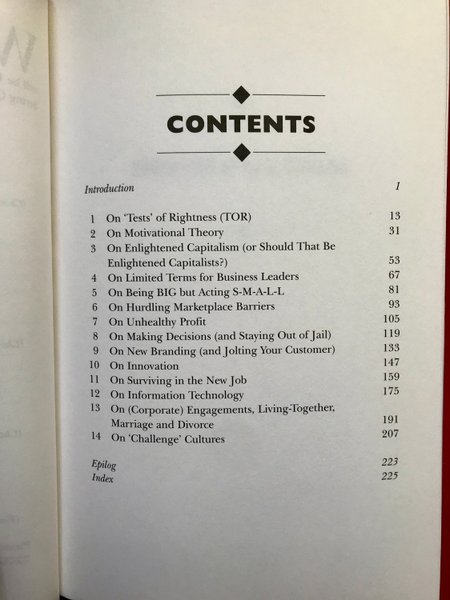 CONTENTS
Introduction 1
1 On 'Tests' of Rightness (TOR) 13
2 On Motivational Theory 31
3 On Enlightened Capitalism (or Should That Be
Enlightened Capitalists?) 53
4 On Limited Terms for Business Leaders 67
5 On Being BIG but Acting S-M-A-L-L 81
6 On Hurdling Marketplace Barriers 93
7 On Unhealthy Profit 105
8 On Making Decisions (and Staying Out of Jail) 119
9 On New Branding (and Jolting Your Customer) 133
10 On Innovation 147
11 On Surviving in the New Job 159
12 On Information Technology 175
13 On (Corporate) Engagements, Living-Together,
Marriage and Divorce 191
14 On 'Challenge' Cultures 207
Epilog 223
Index 225